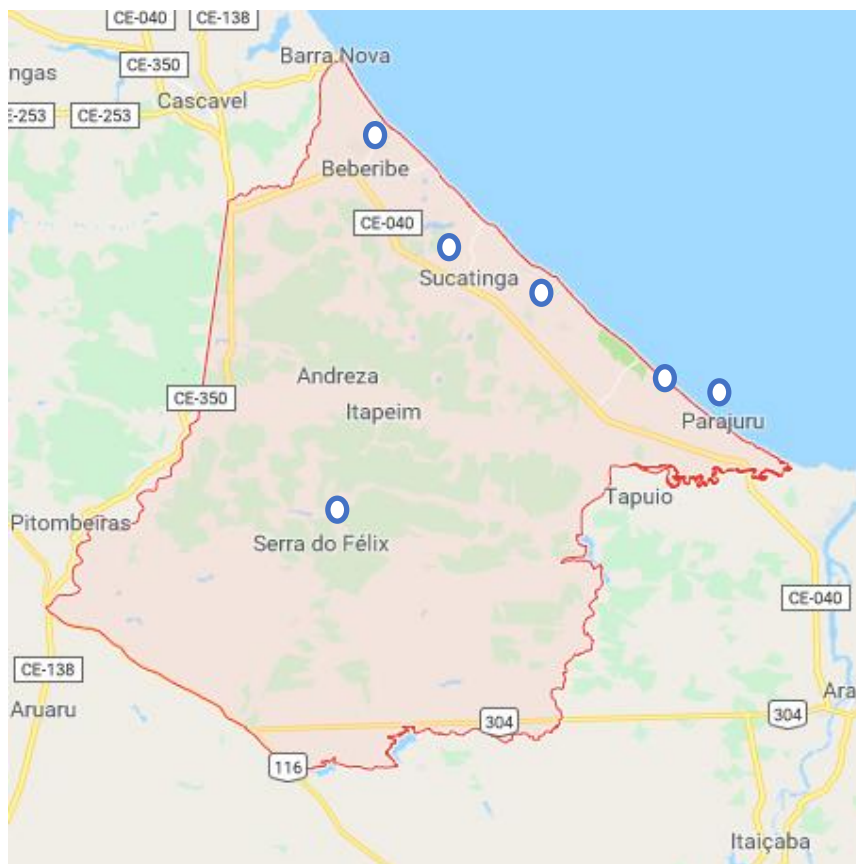 CE-040
CE-138
Barra Nova
CE-350
ngas
Cascavel
E-253
CE-253
Beberibe
CE-040
Sucatinga
Andreza
CE-350
Itapeim
Parajuru
Tapuio
Pitombeiras
Serra do Félix
CE-040
CE-138
Ara
Aruaru
304
304
116
Itaiçaba